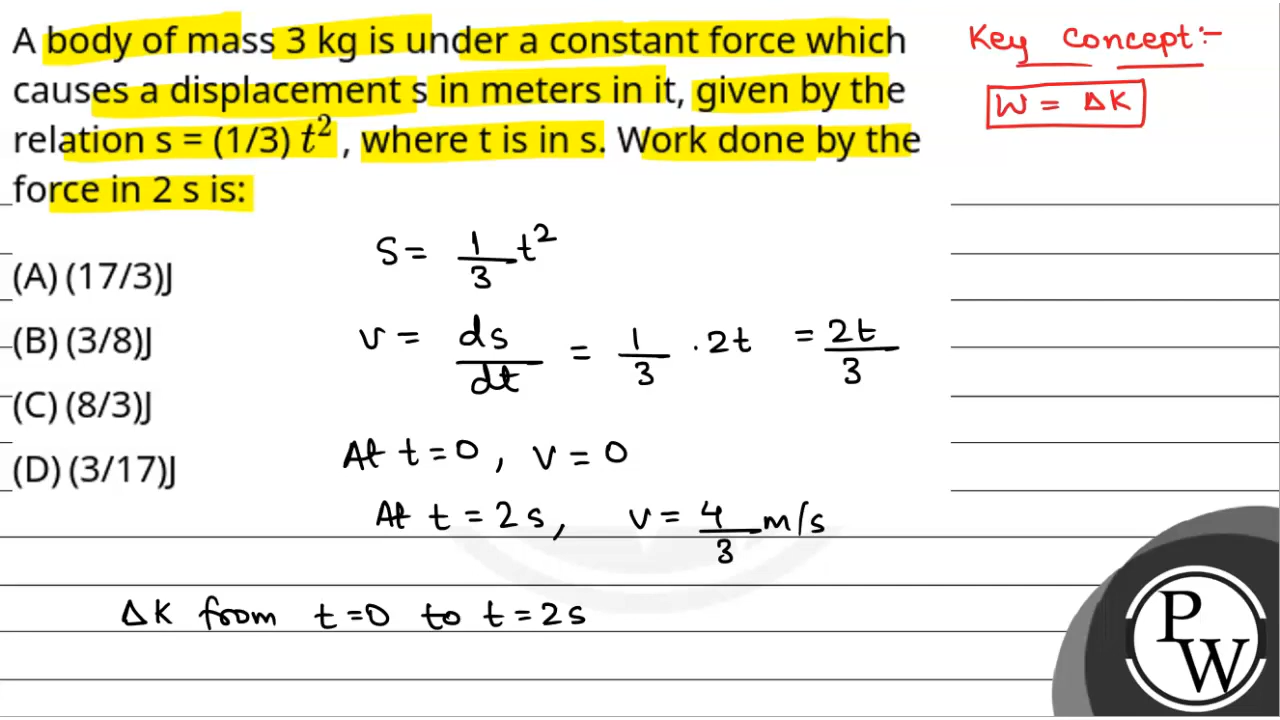 A body of mass 3 kg is under a constant force which
causes a displacement s in meters in it, given by the
relation s = (1/3) t², where t is in s. Work done by the
force in 2 s is:
Key Concept:-
W = ΔK
(A) (17/3)J
(B) (3/8)J
(C) (8/3)J
(D) (3/17)J
S = 1/3 t²
v = ds/dt = 1/3 · 2t = 2t/3
At t = 0, v = 0
At t = 2s, v = 4/3 m/s
ΔK from t = 0 to t = 2s
P
W